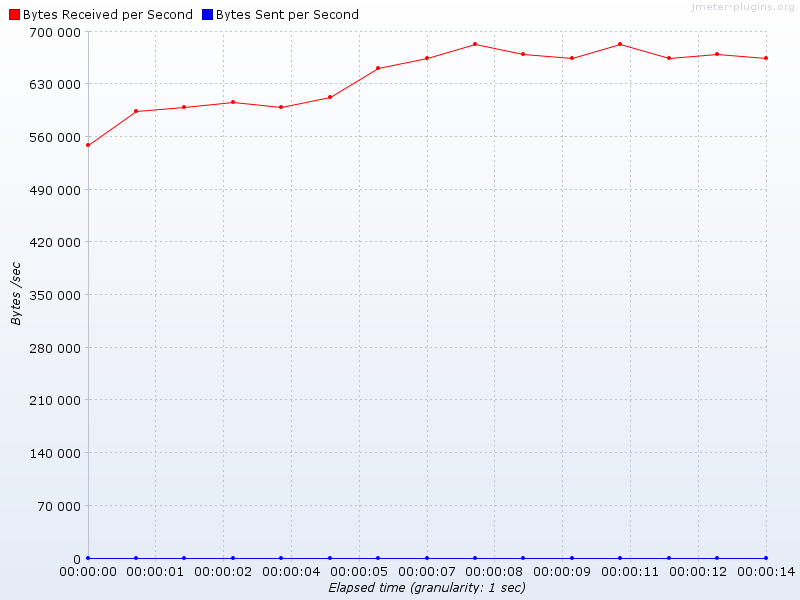 jmeter-plugins.org
Bytes Received per Second Bytes Sent per Second
700 000
630 000
560 000
490 000
420 000
350 000
280 000
210 000
140 000
70 000
0
Bytes /sec
00:00:00 00:00:01 00:00:02 00:00:04 00:00:05 00:00:07 00:00:08 00:00:09 00:00:11 00:00:12 00:00:14
Elapsed time (granularity: 1 sec)